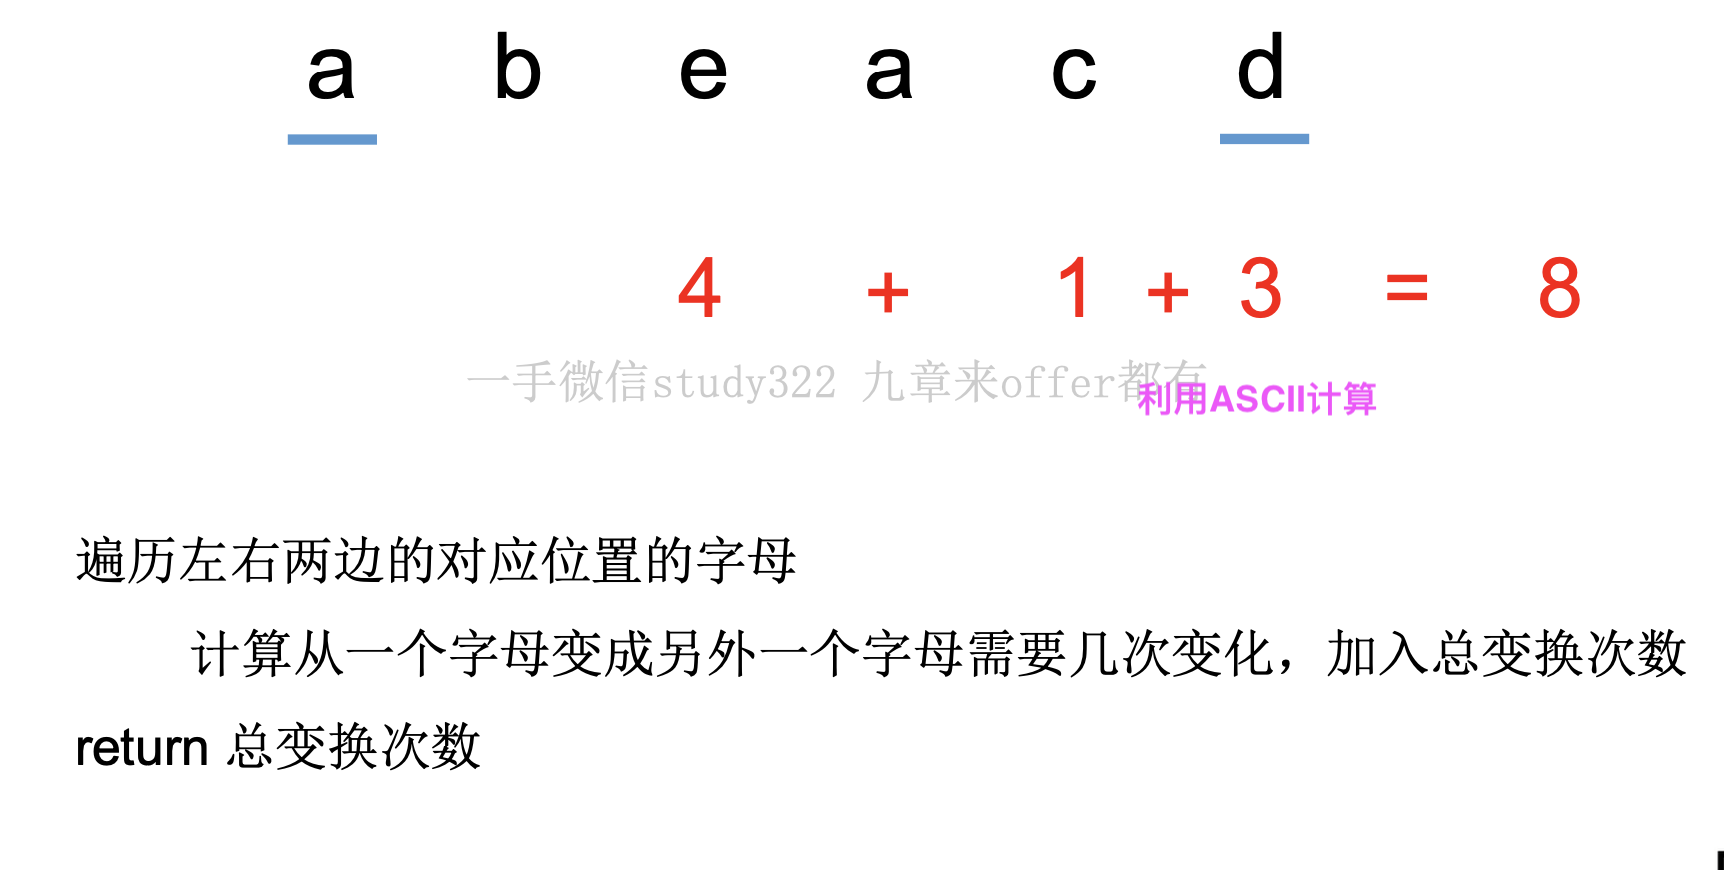 a b e a c d
4 + 1 + 3 = 8
一手微信study322 九章来offer都有
利用ASCII计算
遍历左右两边的对应位置的字母
计算从一个字母变成另外一个字母需要几次变化，加入总变换次数
return 总变换次数